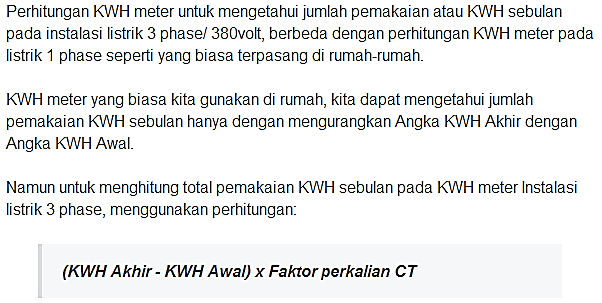 Perhitungan KWH meter untuk mengetahui jumlah pemakaian atau KWH sebulan
pada instalasi listrik 3 phase/ 380volt, berbeda dengan perhitungan KWH meter pada
listrik 1 phase seperti yang biasa terpasang di rumah-rumah.
KWH meter yang biasa kita gunakan di rumah, kita dapat mengetahui jumlah
pemakaian KWH sebulan hanya dengan mengurangkan Angka KWH Akhir dengan
Angka KWH Awal.
Namun untuk menghitung total pemakaian KWH sebulan pada KWH meter Instalasi
listrik 3 phase, menggunakan perhitungan:
(KWH Akhir - KWH Awal) x Faktor perkalian CT